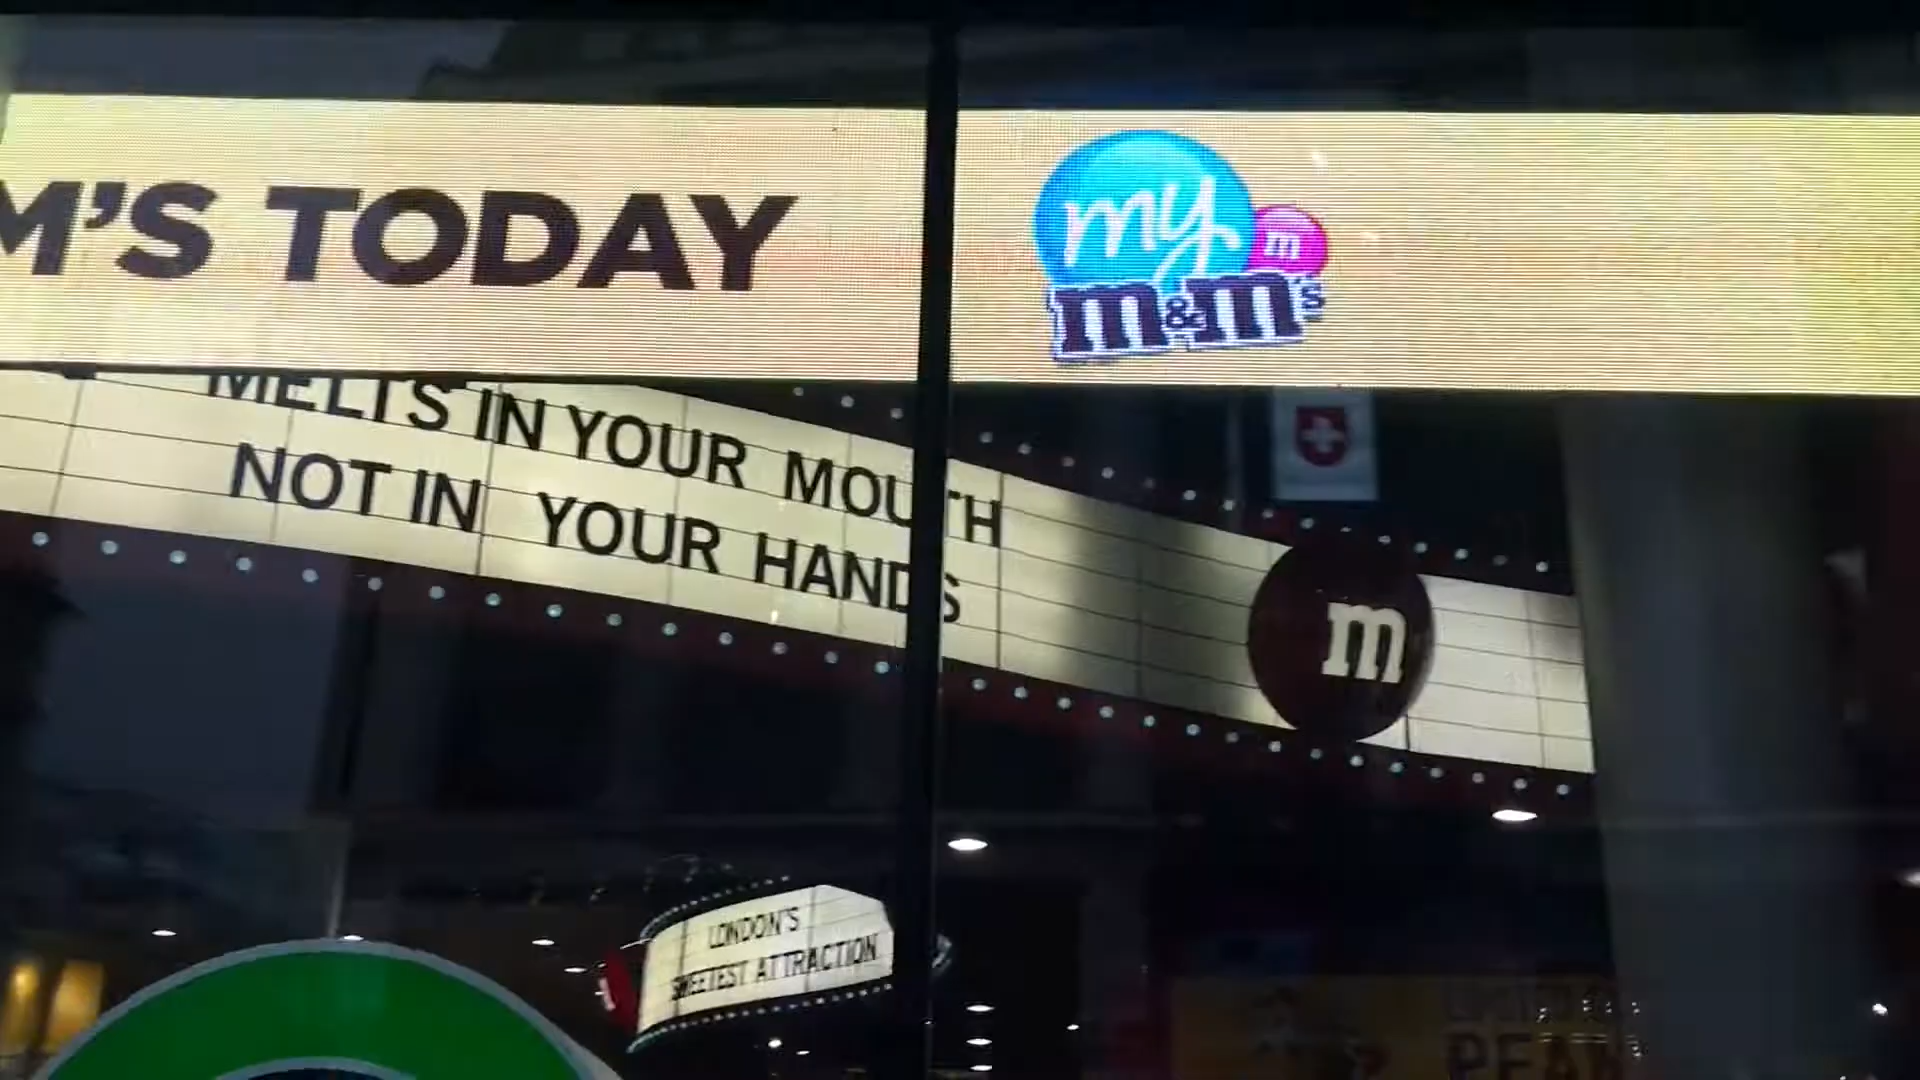 M'S TODAY
my
m
m&m's
MELTS IN YOUR MOUTH
NOT IN YOUR HANDS
m
LONDON'S
SWEETEST ATTRACTION